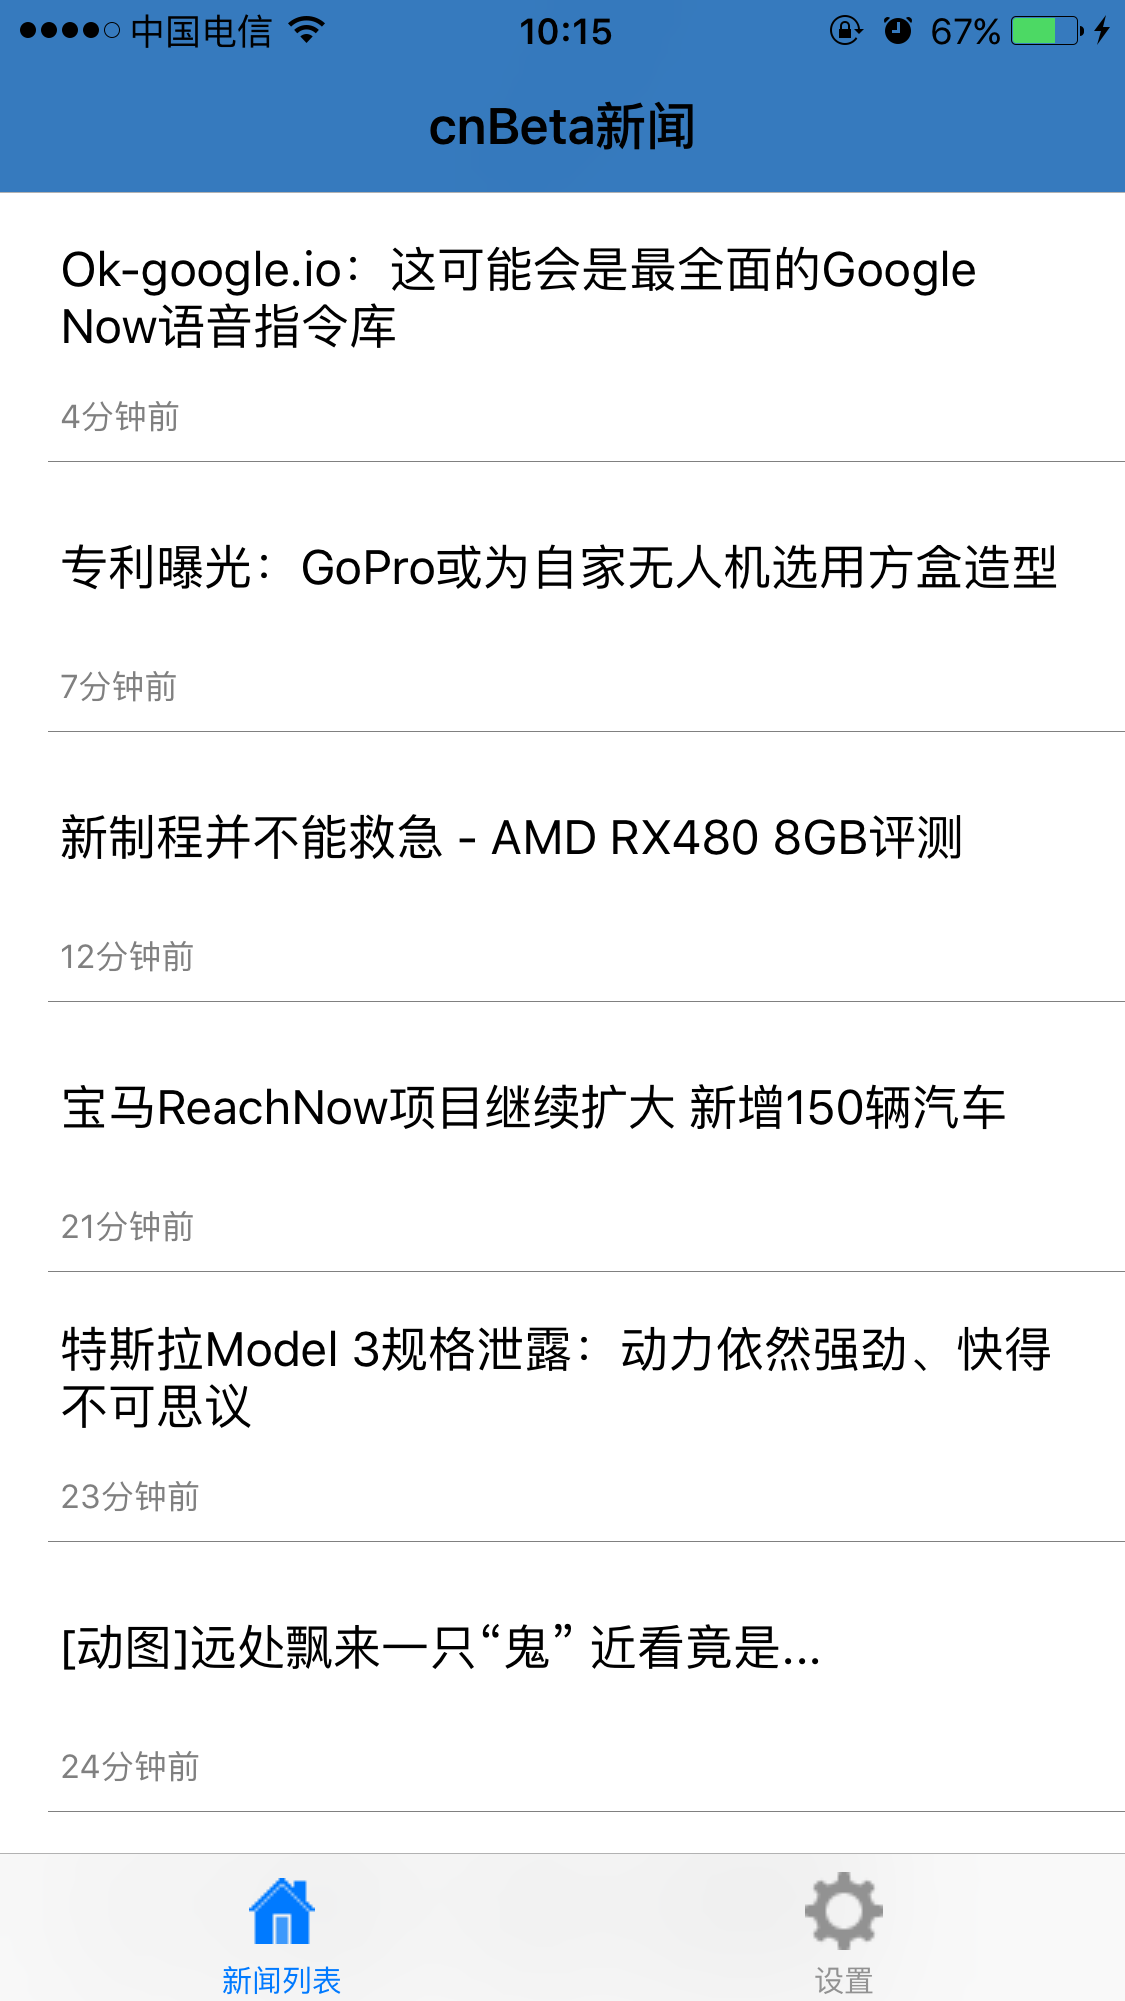 中国电信 10:15 67%
cnBeta新闻
Ok-google.io：这可能会是最全面的Google
Now语音指令库
4分钟前
专利曝光：GoPro或为自家无人机选用方盒造型
7分钟前
新制程并不能救急 - AMD RX480 8GB评测
12分钟前
宝马ReachNow项目继续扩大 新增150辆汽车
21分钟前
特斯拉Model 3规格泄露：动力依然强劲、快得
不可思议
23分钟前
[动图]远处飘来一只“鬼” 近看竟是...
24分钟前
新闻列表 设置